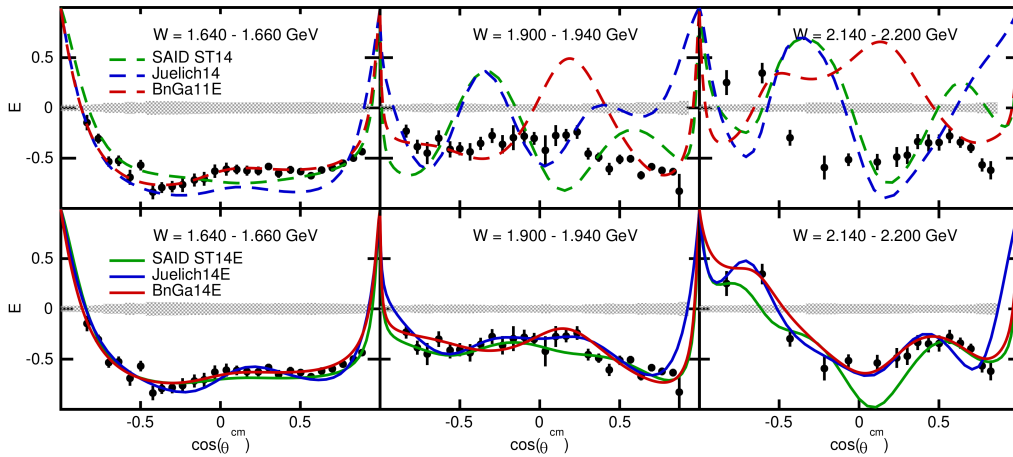 W = 1.640 - 1.660 GeV
W = 1.900 - 1.940 GeV
W = 2.140 - 2.200 GeV
SAID ST14
Juelich14
BnGa11E
E
0.5
0
-0.5
W = 1.640 - 1.660 GeV
W = 1.900 - 1.940 GeV
W = 2.140 - 2.200 GeV
SAID ST14E
Juelich14E
BnGa14E
E
0.5
0
-0.5
-0.5 0 0.5 -0.5 0 0.5 -0.5 0 0.5
cos(θ^cm) cos(θ^cm) cos(θ^cm)